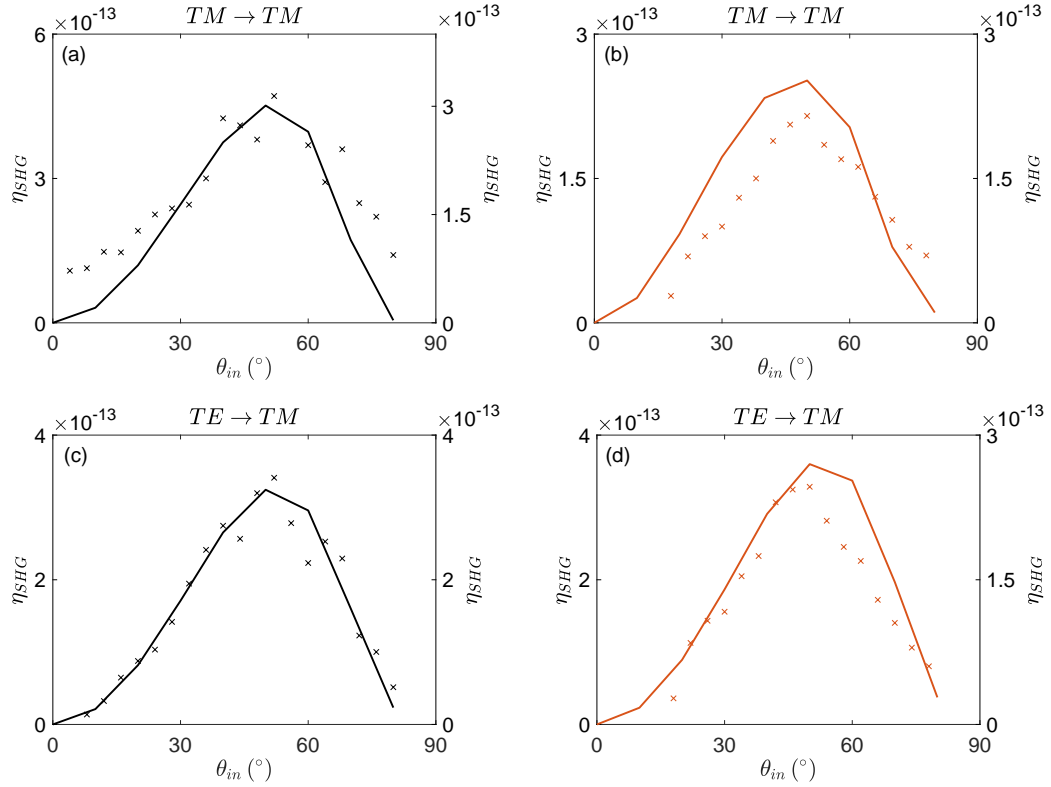 ×10⁻¹³ TM → TM ×10⁻¹³
(a)
6
3
0
3
1.5
0
η_SHG
η_SHG
0 30 60 90
θ_in (°)
×10⁻¹³ TM → TM ×10⁻¹³
(b)
3
1.5
0
3
1.5
0
η_SHG
η_SHG
0 30 60 90
θ_in (°)
×10⁻¹³ TE → TM ×10⁻¹³
(c)
4
2
0
4
2
0
η_SHG
η_SHG
0 30 60 90
θ_in (°)
×10⁻¹³ TE → TM ×10⁻¹³
(d)
4
2
0
3
1.5
0
η_SHG
η_SHG
0 30 60 90
θ_in (°)